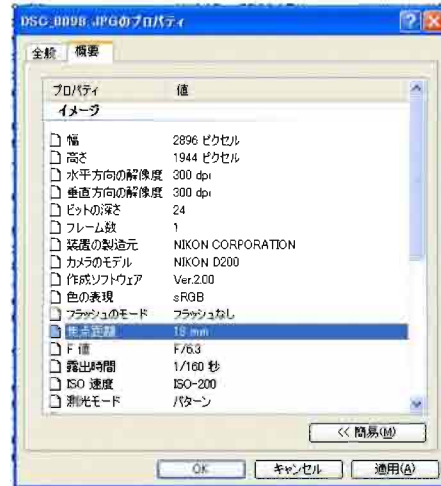 DSC_0098.JPGのプロパティ
全般 概要
プロパティ 値
イメージ
幅 2896 ピクセル
高さ 1944 ピクセル
水平方向の解像度 300 dpi
垂直方向の解像度 300 dpi
ビットの深さ 24
フレーム数 1
装置の製造元 NIKON CORPORATION
カメラのモデル NIKON D200
作成ソフトウェア Ver.2.00
色の表現 sRGB
フラッシュのモード フラッシュなし
焦点距離 18 mm
F 値 F/6.3
露出時間 1/160 秒
ISO 速度 ISO-200
測光モード パターン
<< 簡易(M)
OK キャンセル 適用(A)